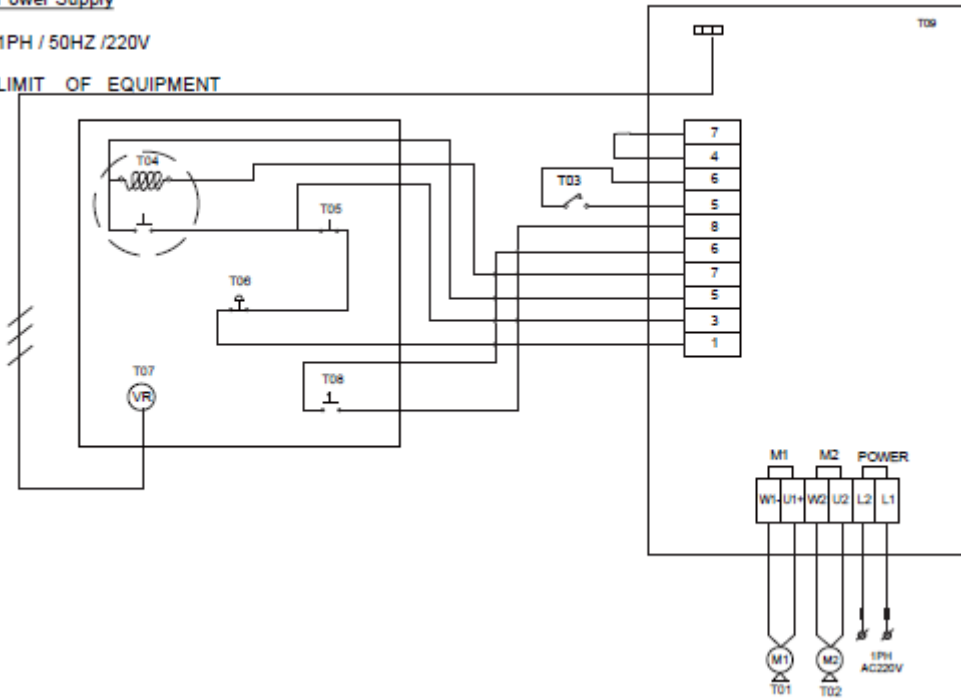 Power Supply
1PH / 50HZ /220V
LIMIT OF EQUIPMENT
T09
7
4
6
5
8
6
7
5
3
1
T03
T04
T05
T06
T07
VR
T08
M1 M2 POWER
W1- U1+ W2 U2 L2 L1
M1 M2
1PH
AC220V
T01 T02